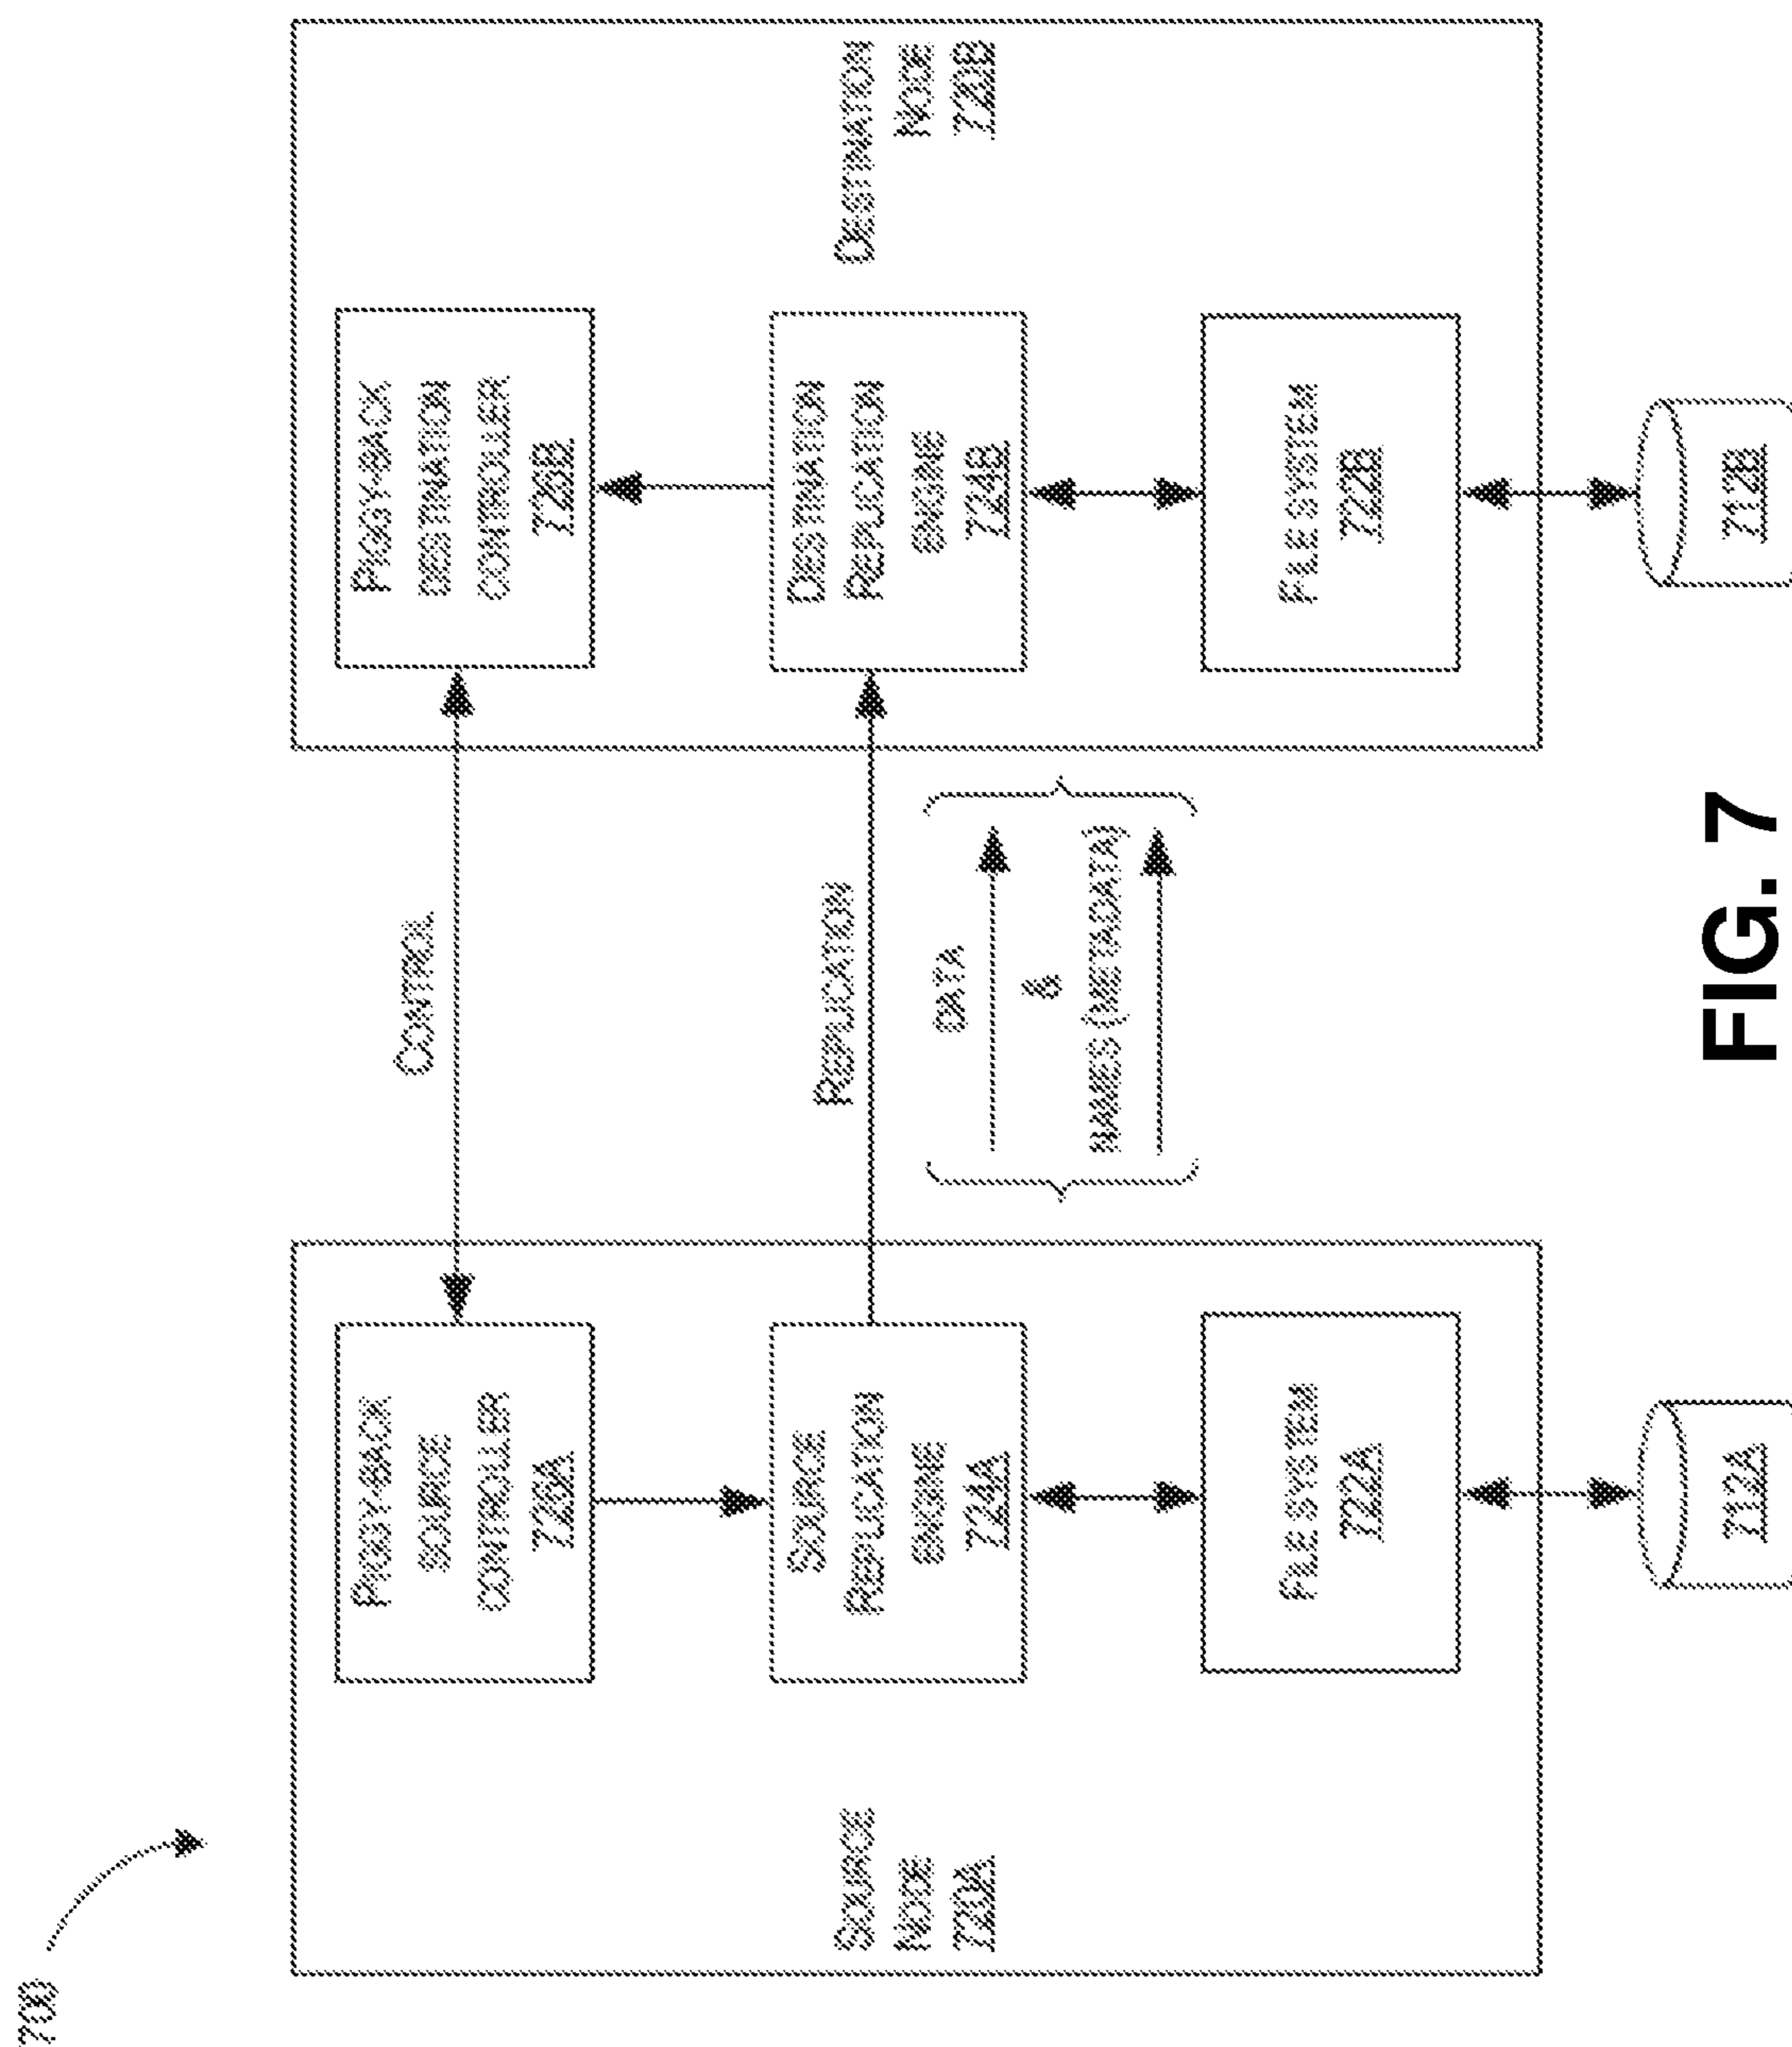 700
PIGGY-BACK
SOURCE
CONTROLLER
726A
SOURCE
REPLICATION
ENGINE
724A
FILE SYSTEM
722A
SOURCE
NODE
720A
712A
CONTROL
REPLICATION
DATA
&
NAMES (METADATA)
PIGGY-BACK
DESTINATION
CONTROLLER
726B
DESTINATION
REPLICATION
ENGINE
724B
FILE SYSTEM
722B
DESTINATION
NODE
720B
712B
FIG. 7